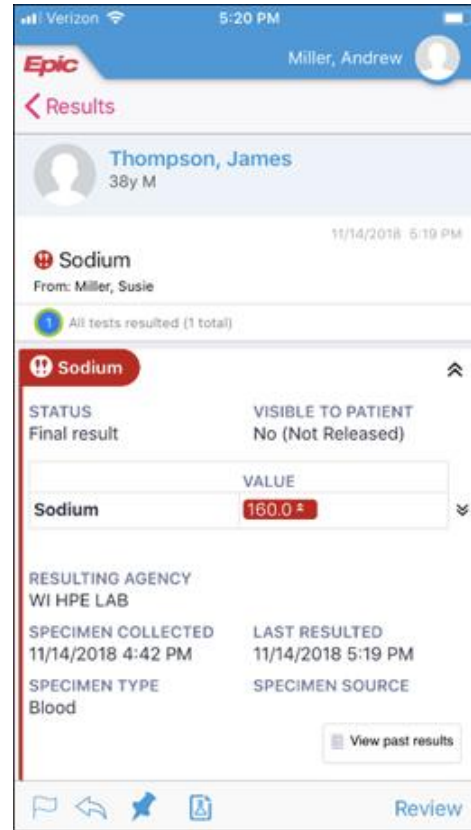 Verizon 5:20 PM
Epic Miller, Andrew
Results
Thompson, James
38y M
11/14/2018 5:19 PM
Sodium
From: Miller, Susie
1 All tests resulted (1 total)
!! Sodium
STATUS VISIBLE TO PATIENT
Final result No (Not Released)
VALUE
Sodium 160.0
RESULTING AGENCY
WI HPE LAB
SPECIMEN COLLECTED LAST RESULTED
11/14/2018 4:42 PM 11/14/2018 5:19 PM
SPECIMEN TYPE SPECIMEN SOURCE
Blood
View past results
Review